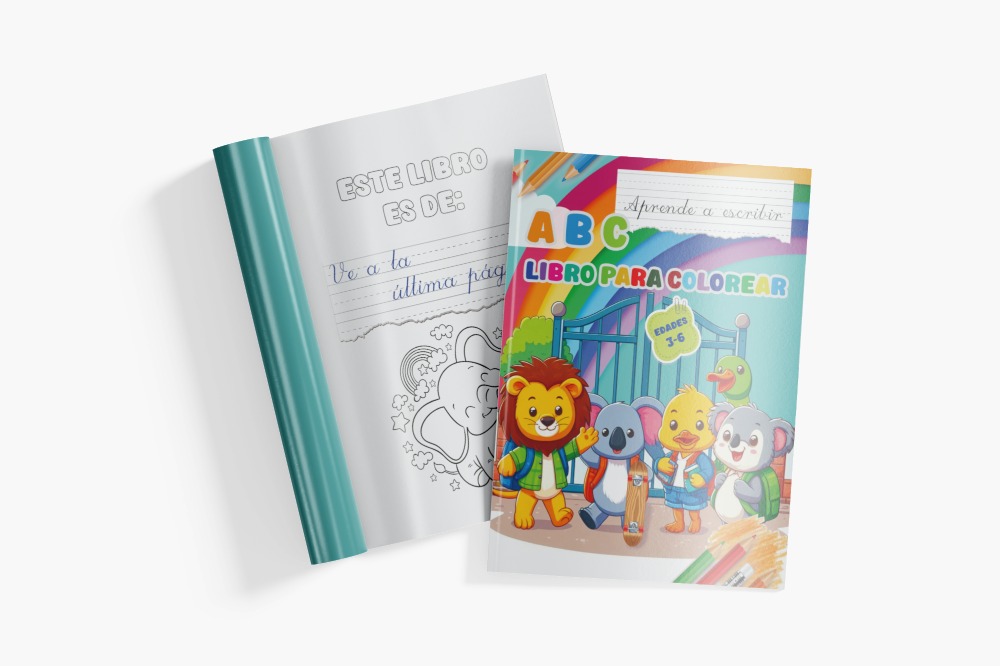 ESTE LIBRO
ES DE:
Ve a la
última pág
Aprende a escribir
A B C
LIBRO PARA COLOREAR
EDADES
3-6